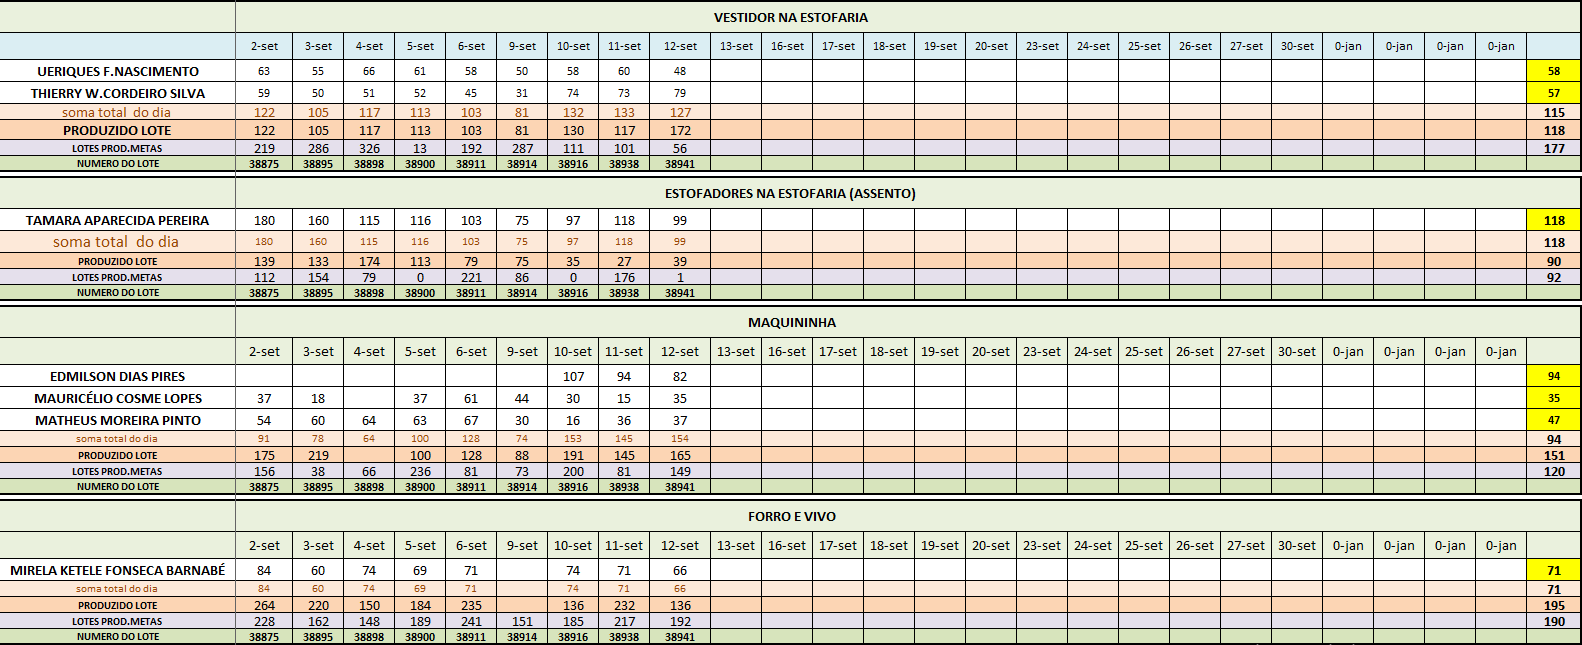 VESTIDOR NA ESTOFARIA
2-set 3-set 4-set 5-set 6-set 9-set 10-set 11-set 12-set 13-set 16-set 17-set 18-set 19-set 20-set 23-set 24-set 25-set 26-set 27-set 30-set 0-jan 0-jan 0-jan 0-jan
UERIQUES F.NASCIMENTO 63 55 66 61 58 50 58 60 48 58
THIERRY W.CORDEIRO SILVA 59 50 51 52 45 31 74 73 79 57
soma total do dia 122 105 117 113 103 81 132 133 127 115
PRODUZIDO LOTE 122 105 117 113 103 81 130 117 172 118
LOTES PROD.METAS 219 286 326 13 192 287 111 101 56 177
NUMERO DO LOTE 38875 38895 38898 38900 38911 38914 38916 38938 38941
ESTOFADORES NA ESTOFARIA (ASSENTO)
TAMARA APARECIDA PEREIRA 180 160 115 116 103 75 97 118 99 118
soma total do dia 180 160 115 116 103 75 97 118 99 118
PRODUZIDO LOTE 139 133 174 113 79 75 35 27 39 90
LOTES PROD.METAS 112 154 79 0 221 86 0 176 1 92
NUMERO DO LOTE 38875 38895 38898 38900 38911 38914 38916 38938 38941
MAQUININHA
2-set 3-set 4-set 5-set 6-set 9-set 10-set 11-set 12-set 13-set 16-set 17-set 18-set 19-set 20-set 23-set 24-set 25-set 26-set 27-set 30-set 0-jan 0-jan 0-jan 0-jan
EDMILSON DIAS PIRES 107 94 82 94
MAURICÉLIO COSME LOPES 37 18 37 61 44 30 15 35 35
MATHEUS MOREIRA PINTO 54 60 64 63 67 30 16 36 37 47
soma total do dia 91 78 64 100 128 74 153 145 154 94
PRODUZIDO LOTE 175 219 100 128 88 191 145 165 151
LOTES PROD.METAS 156 38 66 236 81 73 200 81 149 120
NUMERO DO LOTE 38875 38895 38898 38900 38911 38914 38916 38938 38941
FORRO E VIVO
2-set 3-set 4-set 5-set 6-set 9-set 10-set 11-set 12-set 13-set 16-set 17-set 18-set 19-set 20-set 23-set 24-set 25-set 26-set 27-set 30-set 0-jan 0-jan 0-jan 0-jan
MIRELA KETELE FONSECA BARNABÉ 84 60 74 69 71 74 71 66 71
soma total do dia 84 60 74 69 71 74 71 66 71
PRODUZIDO LOTE 264 220 150 184 235 136 232 136 195
LOTES PROD.METAS 228 162 148 189 241 151 185 217 192 190
NUMERO DO LOTE 38875 38895 38898 38900 38911 38914 38916 38938 38941